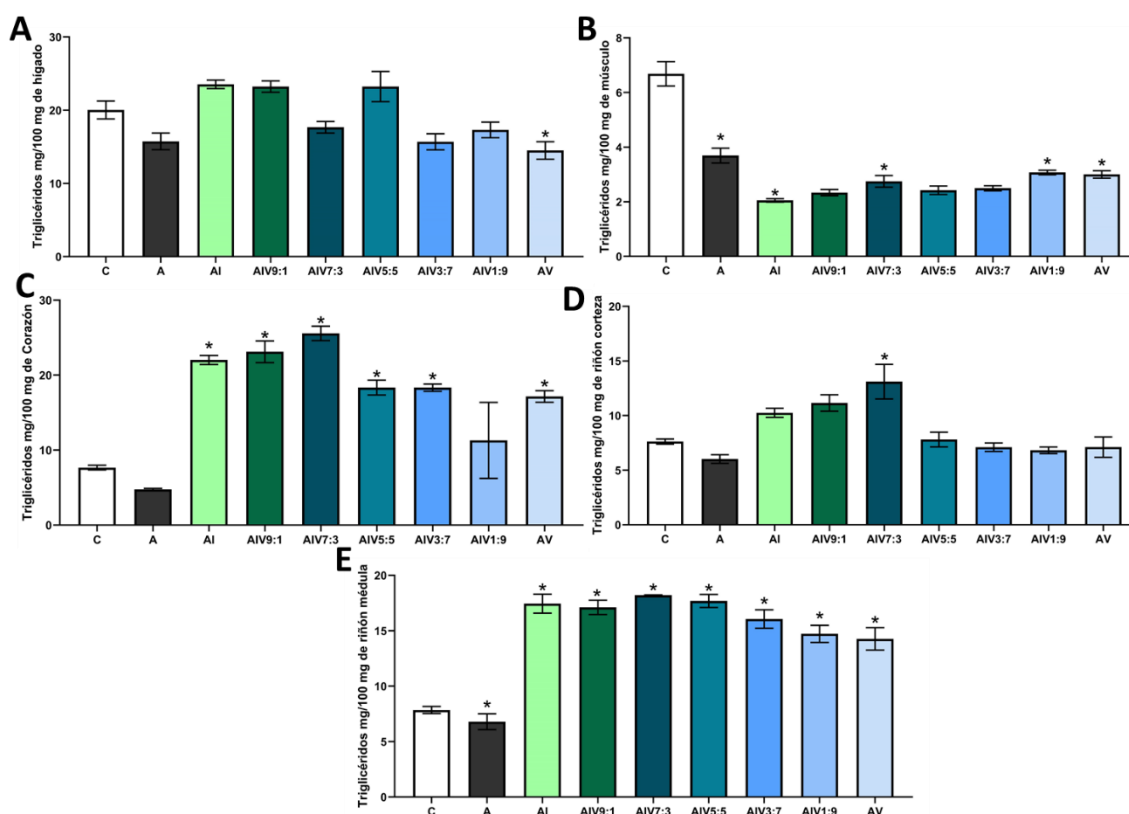 A
Triglicéridos mg/100 mg de hígado
30
20
10
0
C A AI AIV9:1 AIV7:3 AIV5:5 AIV3:7 AIV1:9 AV
*
B
Triglicéridos mg/100 mg de músculo
8
6
4
2
0
C A AI AIV9:1 AIV7:3 AIV5:5 AIV3:7 AIV1:9 AV
* * * * *
C
Triglicéridos mg/100 mg de Corazón
30
20
10
0
C A AI AIV9:1 AIV7:3 AIV5:5 AIV3:7 AIV1:9 AV
* * * * * *
D
Triglicéridos mg/100 mg de riñón corteza
20
15
10
5
0
C A AI AIV9:1 AIV7:3 AIV5:5 AIV3:7 AIV1:9 AV
*
E
Triglicéridos mg/100 mg de riñón médula
20
15
10
5
0
C A AI AIV9:1 AIV7:3 AIV5:5 AIV3:7 AIV1:9 AV
* * * * * * * *